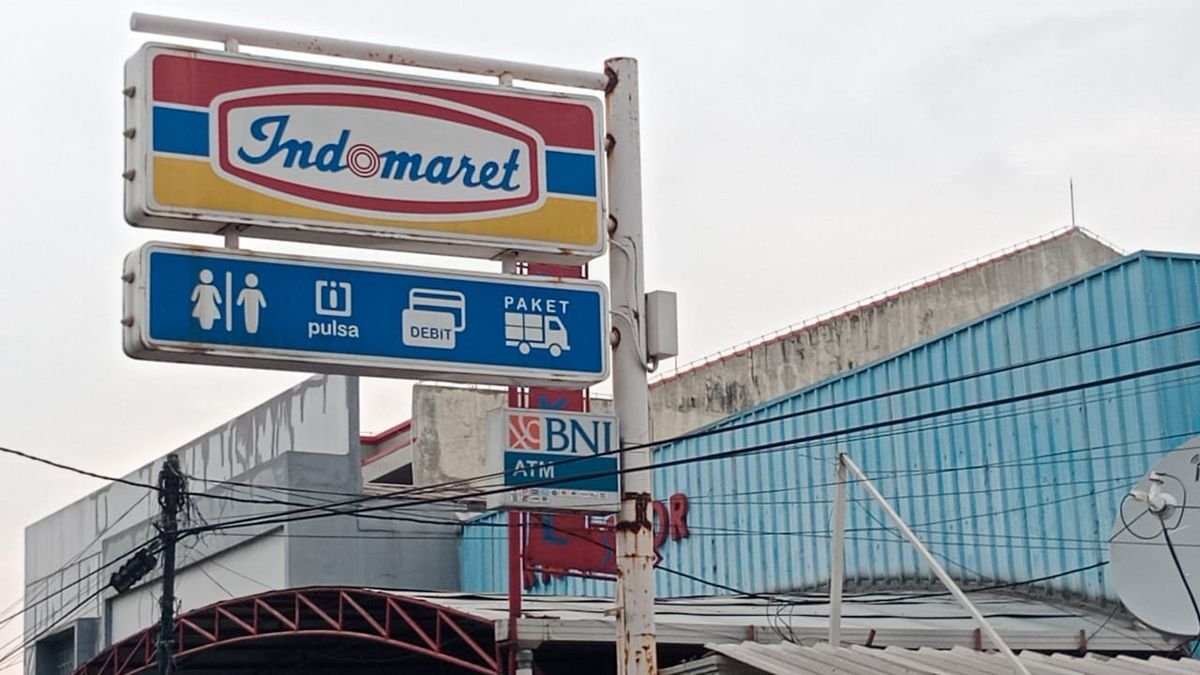 Indomaret
pulsa
DEBIT
PAKET
BNI
ATM